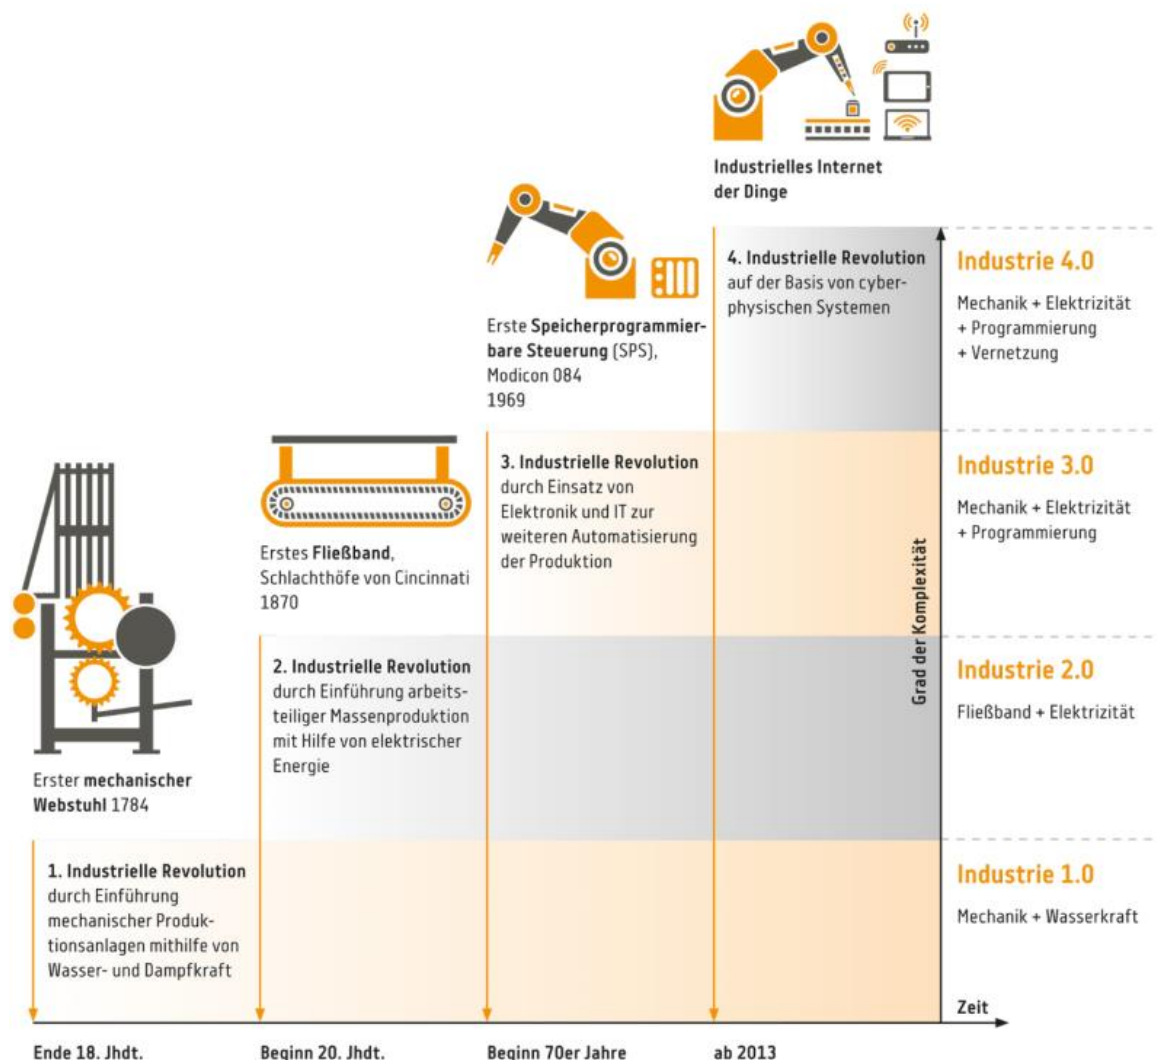 Industrielles Internet
der Dinge
4. Industrielle Revolution
auf der Basis von cyber-
physischen Systemen
Industrie 4.0
Mechanik + Elektrizität
+ Programmierung
+ Vernetzung
Erste Speicherprogrammier-
bare Steuerung (SPS),
Modicon 084
1969
3. Industrielle Revolution
durch Einsatz von
Elektronik und IT zur
weiteren Automatisierung
der Produktion
Industrie 3.0
Mechanik + Elektrizität
+ Programmierung
Erstes Fließband,
Schlachthöfe von Cincinnati
1870
2. Industrielle Revolution
durch Einführung arbeits-
teiliger Massenproduktion
mit Hilfe von elektrischer
Energie
Grad der Komplexität
Industrie 2.0
Fließband + Elektrizität
Erster mechanischer
Webstuhl 1784
1. Industrielle Revolution
durch Einführung
mechanischer Produk-
tionsanlagen mithilfe von
Wasser- und Dampfkraft
Industrie 1.0
Mechanik + Wasserkraft
Zeit
Ende 18. Jhdt.
Beginn 20. Jhdt.
Beginn 70er Jahre
ab 2013